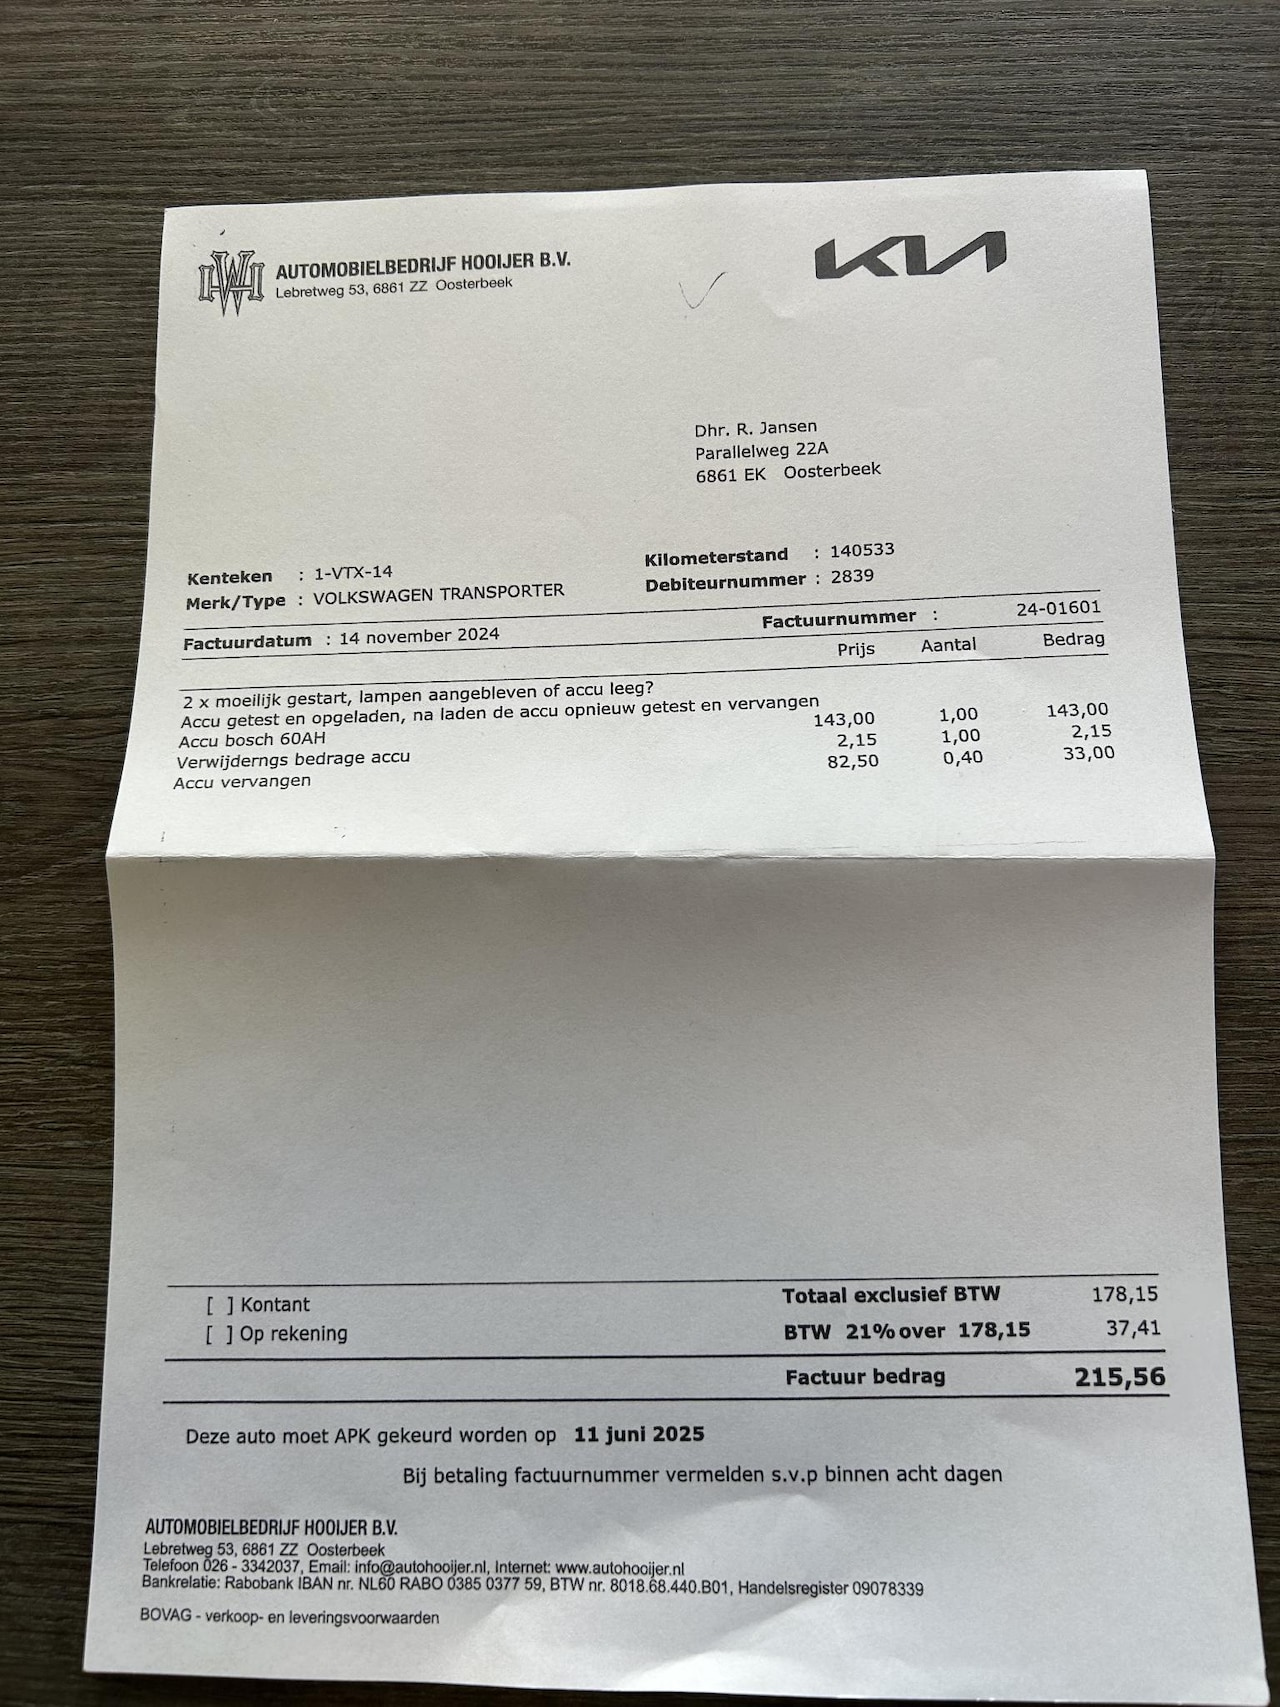 AUTOMOBIELBEDRIJF HOOIJER B.V.
Lebretweg 53, 6861 ZZ Oosterbeek
KIA
Dhr. R. Jansen
Parallelweg 22A
6861 EK Oosterbeek
Kenteken : 1-VTX-14
Kilometerstand : 140533
Merk/Type : VOLKSWAGEN TRANSPORTER
Debiteurnummer : 2839
Factuurdatum : 14 november 2024
Factuurnummer : 24-01601
Prijs Aantal Bedrag
2 x moeilijk gestart, lampen aangebleven of accu leeg?
Accu getest en opgeladen, na laden de accu opnieuw getest en vervangen
Accu bosch 60AH 143,00 1,00 143,00
Verwijderngs bedrage accu 2,15 1,00 2,15
Accu vervangen 82,50 0,40 33,00
[ ] Kontant
Totaal exclusief BTW 178,15
[ ] Op rekening
BTW 21% over 178,15 37,41
Factuur bedrag 215,56
Deze auto moet APK gekeurd worden op 11 juni 2025
Bij betaling factuurnummer vermelden s.v.p binnen acht dagen
AUTOMOBIELBEDRIJF HOOIJER B.V.
Lebretweg 53, 6861 ZZ Oosterbeek
Telefoon 026 - 3342037, Email: info@autohooijer.nl, Internet: www.autohooijer.nl
Bankrelatie: Rabobank IBAN nr. NL60 RABO 0385 0377 59, BTW nr. 8018.68.440.B01, Handelsregister 09078339
BOVAG - verkoop- en leveringsvoorwaarden